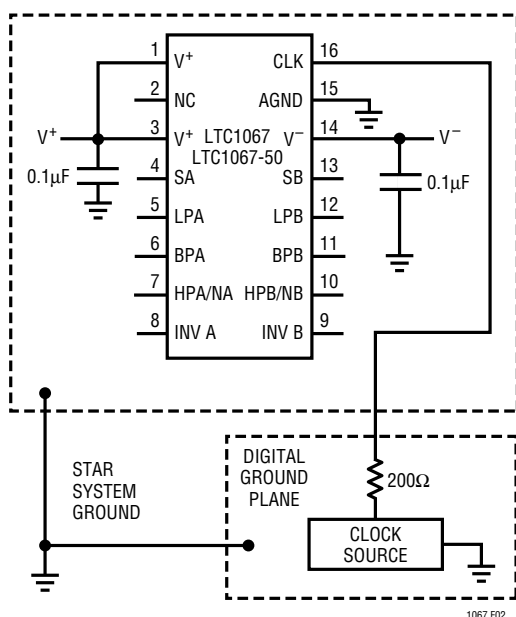 1 V+ CLK 16
2 NC AGND 15
V+ 3 V+ LTC1067 V− 14 V−
LTC1067-50
0.1µF 4 SA SB 13 0.1µF
5 LPA LPB 12
6 BPA BPB 11
7 HPA/NA HPB/NB 10
8 INV A INV B 9
STAR
SYSTEM
GROUND
DIGITAL
GROUND
PLANE
200Ω
CLOCK
SOURCE
1067 F02